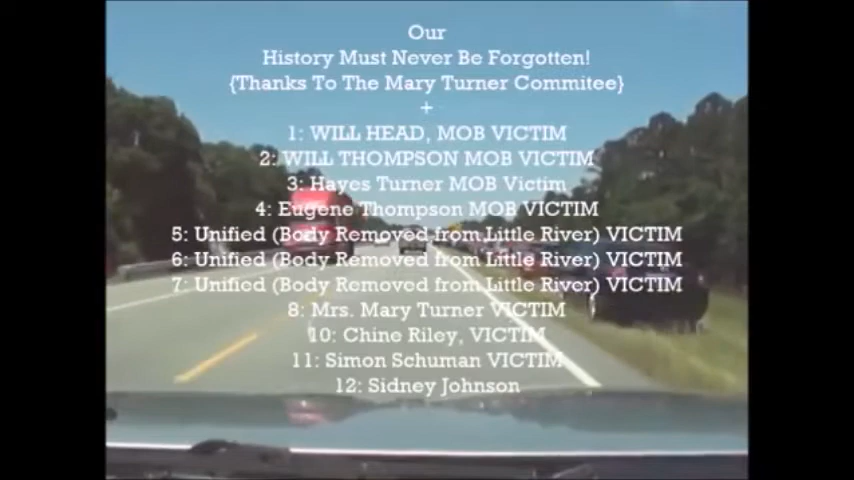 Our
History Must Never Be Forgotten!
{Thanks To The Mary Turner Commitee}
+
1: WILL HEAD, MOB VICTIM
2: WILL THOMPSON MOB VICTIM
3: Hayes Turner MOB Victim
4: Eugene Thompson MOB VICTIM
5: Unified (Body Removed from Little River) VICTIM
6: Unified (Body Removed from Little River) VICTIM
7: Unified (Body Removed from Little River) VICTIM
8: Mrs. Mary Turner VICTIM
10: Chine Riley, VICTIM
11: Simon Schuman VICTIM
12: Sidney Johnson